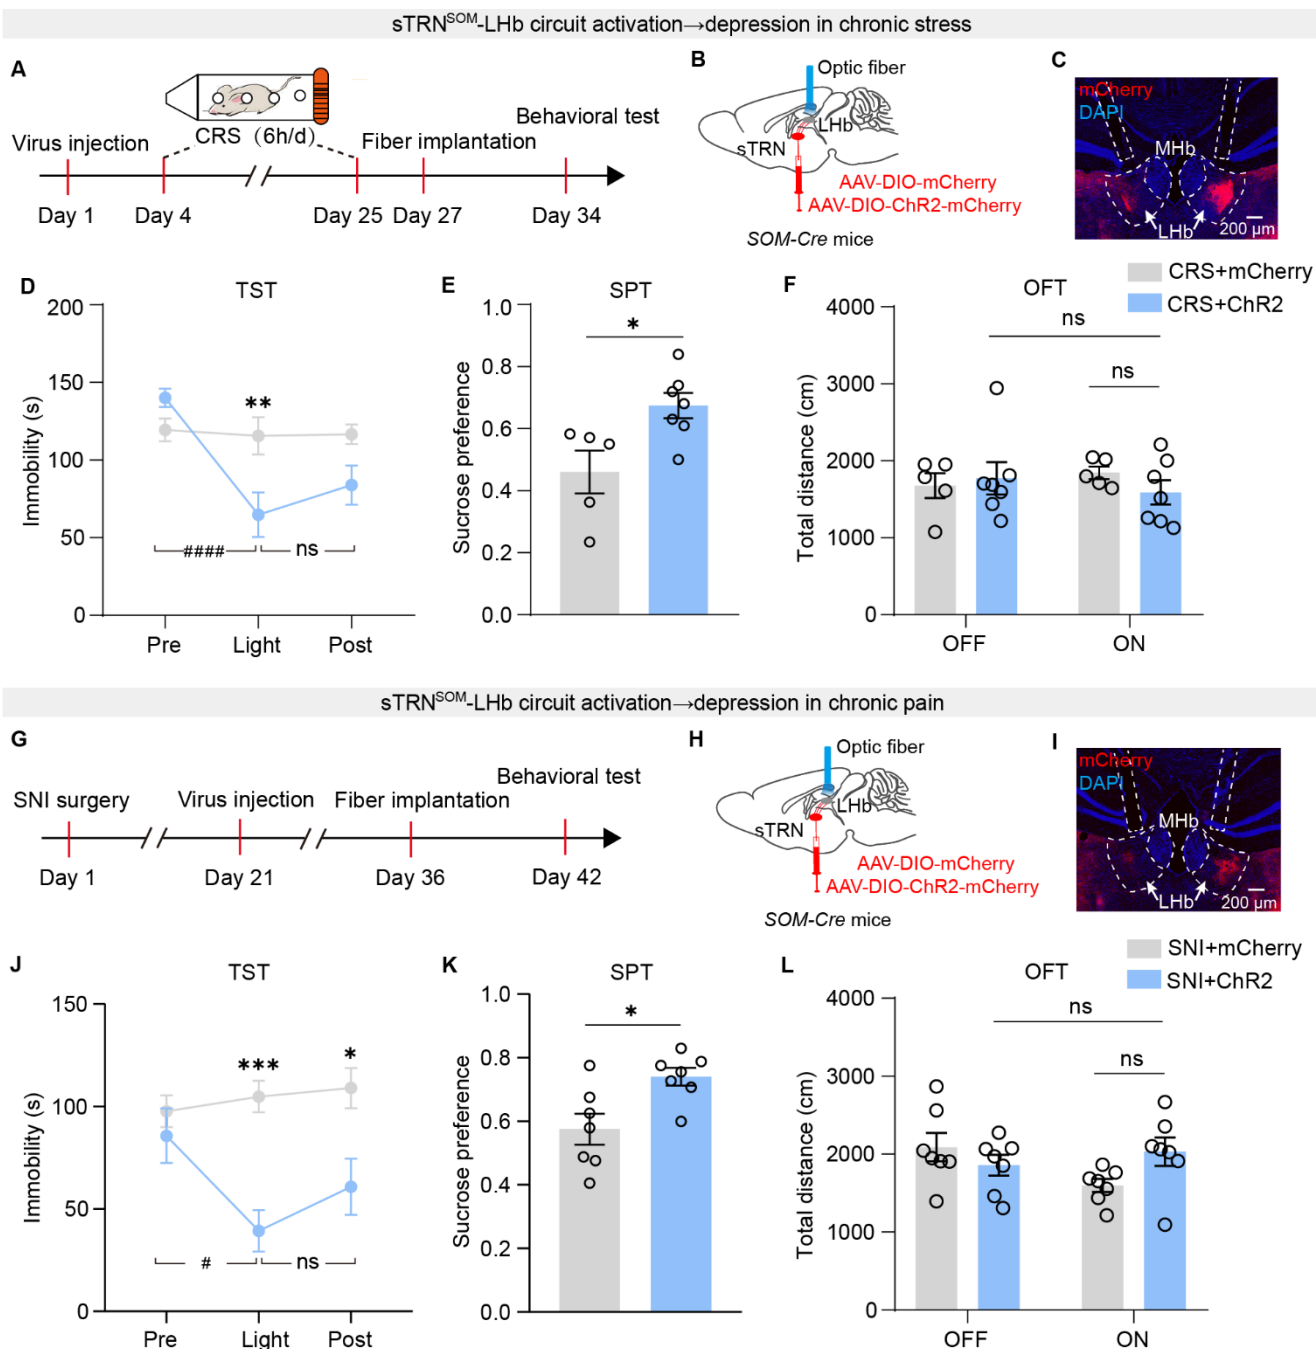 sTRNSOM-LHb circuit activation→depression in chronic stress
A
CRS (6h/d)
Virus injection
Fiber implantation
Behavioral test
Day 1
Day 4
Day 25
Day 27
Day 34
B
Optic fiber
LHb
sTRN
AAV-DIO-mCherry
AAV-DIO-ChR2-mCherry
SOM-Cre mice
C
mCherry
DAPI
MHb
LHb
200 μm
D
TST
Immobility (s)
200
150
100
50
0
**
####
ns
Pre
Light
Post
E
SPT
Sucrose preference
1.0
0.8
0.6
0.4
0.2
0.0
*
F
OFT
CRS+mCherry
CRS+ChR2
Total distance (cm)
4000
3000
2000
1000
0
ns
ns
OFF
ON
sTRNSOM-LHb circuit activation→depression in chronic pain
G
SNI surgery
Virus injection
Fiber implantation
Behavioral test
Day 1
Day 21
Day 36
Day 42
H
Optic fiber
LHb
sTRN
AAV-DIO-mCherry
AAV-DIO-ChR2-mCherry
SOM-Cre mice
I
mCherry
DAPI
MHb
LHb
200 μm
J
TST
Immobility (s)
150
100
50
0
***
*
#
ns
Pre
Light
Post
K
SPT
Sucrose preference
1.0
0.8
0.6
0.4
0.2
0.0
*
L
OFT
SNI+mCherry
SNI+ChR2
Total distance (cm)
4000
3000
2000
1000
0
ns
ns
OFF
ON